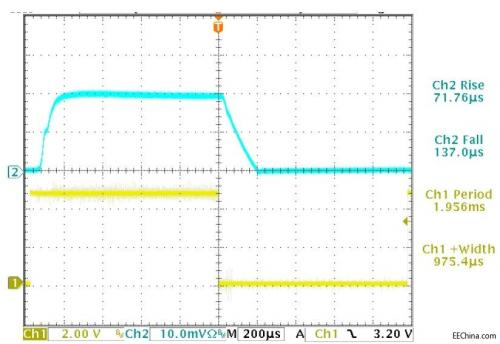 T
Ch2 Rise
71.76µs
Ch2 Fall
137.0µs
2
Ch1 Period
1.956ms
Ch1 +Width
975.4µs
1
Ch1 2.00 V Ch2 10.0mVΩ M 200µs A Ch1 3.20 V
EEChina.com